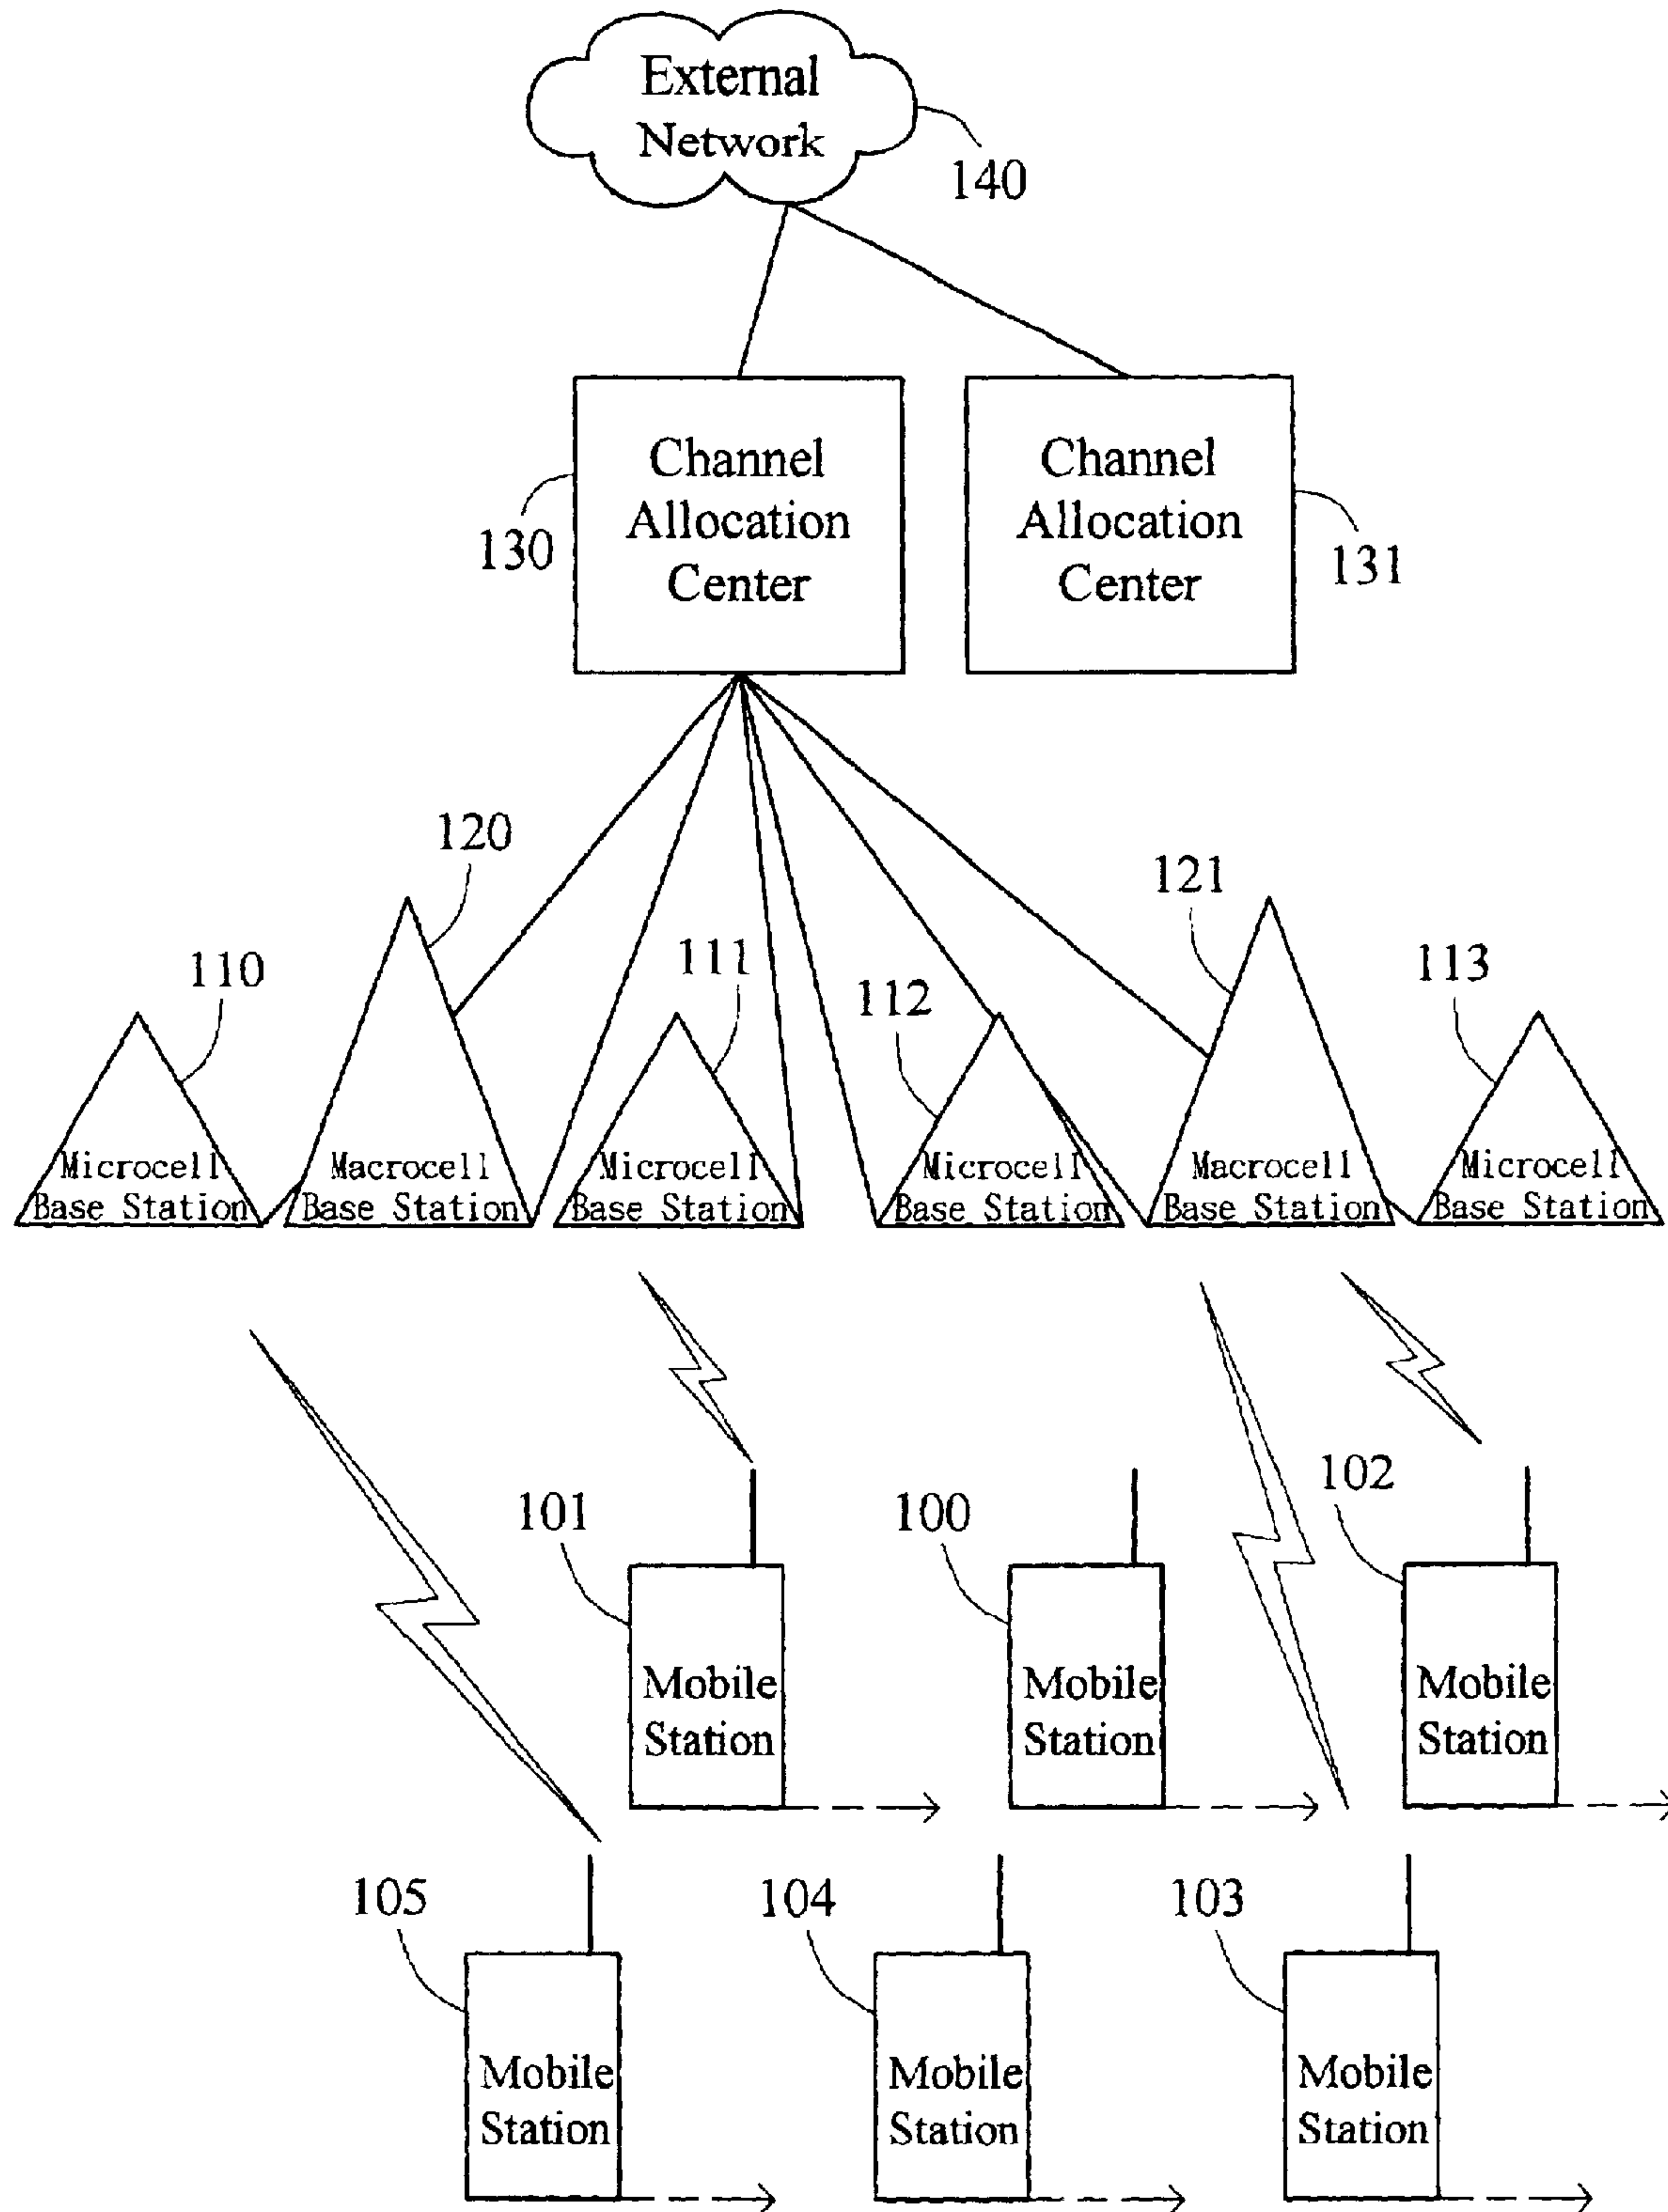 External
Network
140
Channel
Allocation
Center
130
Channel
Allocation
Center
131
120
121
110
111
112
113
Microcell
Base Station
Macrocell
Base Station
Microcell
Base Station
Microcell
Base Station
Macrocell
Base Station
Microcell
Base Station
101
100
102
Mobile
Station
Mobile
Station
Mobile
Station
105
104
103
Mobile
Station
Mobile
Station
Mobile
Station